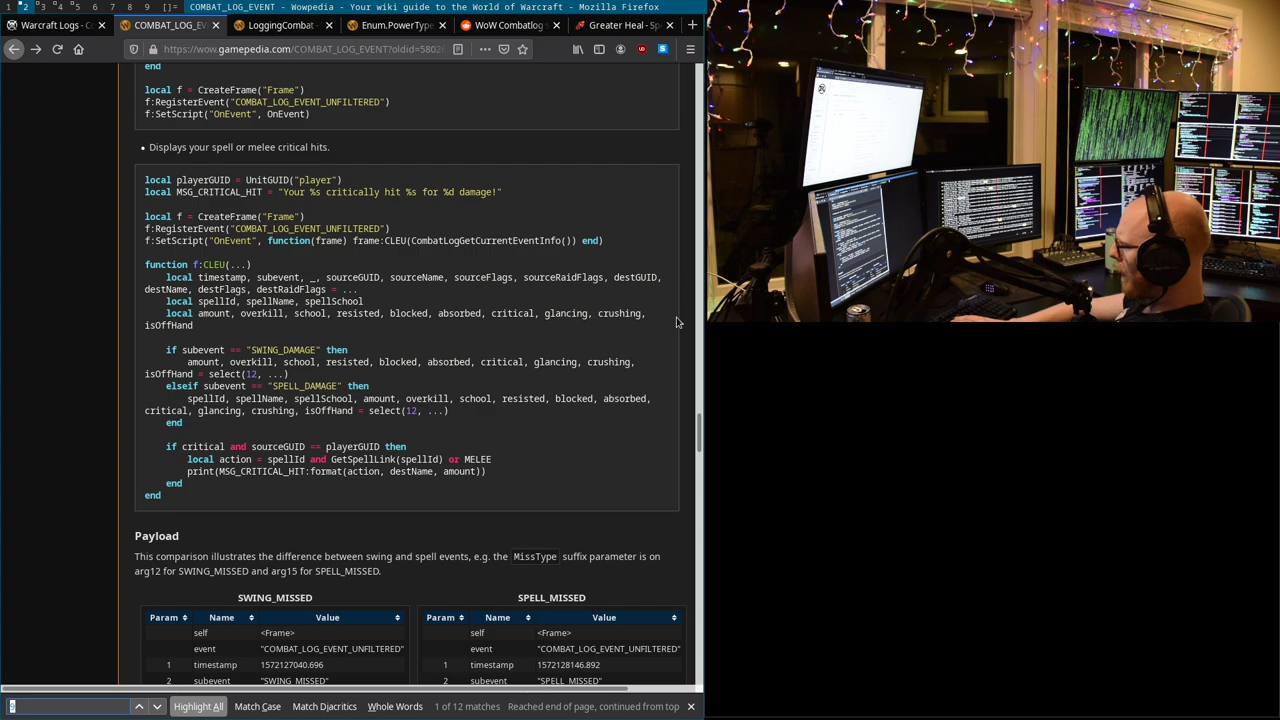 1 2 3 4 5 6 7 8 9 []= COMBAT_LOG_EVENT - Wowpedia - Your wiki guide to the World of Warcraft - Mozilla Firefox
Warcraft Logs - Co COMBAT_LOG_EV LoggingCombat - Enum.PowerType WoW Combatlog Greater Heal - Sp
https://wow.gamepedia.com/COMBAT_LOG_EVENT?oldid=5802
end
local f = CreateFrame("Frame")
f:RegisterEvent("COMBAT_LOG_EVENT_UNFILTERED")
f:SetScript("OnEvent", OnEvent)
• Displays your spell or melee critical hits.
local playerGUID = UnitGUID("player")
local MSG_CRITICAL_HIT = "Your %s critically hit %s for %d damage!"
local f = CreateFrame("Frame")
f:RegisterEvent("COMBAT_LOG_EVENT_UNFILTERED")
f:SetScript("OnEvent", function(frame) frame:CLEU(CombatLogGetCurrentEventInfo()) end)
function f:CLEU(...)
local timestamp, subevent, _, sourceGUID, sourceName, sourceFlags, sourceRaidFlags, destGUID,
destName, destFlags, destRaidFlags = ...
local spellId, spellName, spellSchool
local amount, overkill, school, resisted, blocked, absorbed, critical, glancing, crushing,
isOffHand
if subevent == "SWING_DAMAGE" then
amount, overkill, school, resisted, blocked, absorbed, critical, glancing, crushing,
isOffHand = select(12, ...)
elseif subevent == "SPELL_DAMAGE" then
spellId, spellName, spellSchool, amount, overkill, school, resisted, blocked, absorbed,
critical, glancing, crushing, isOffHand = select(12, ...)
end
if critical and sourceGUID == playerGUID then
local action = spellId and GetSpellLink(spellId) or MELEE
print(MSG_CRITICAL_HIT:format(action, destName, amount))
end
end
Payload
This comparison illustrates the difference between swing and spell events, e.g. the MissType suffix parameter is on
arg12 for SWING_MISSED and arg15 for SPELL_MISSED.
SWING_MISSED SPELL_MISSED
Param Name Value Param Name Value
self <Frame> self <Frame>
event "COMBAT_LOG_EVENT_UNFILTERED" event "COMBAT_LOG_EVENT_UNFILTERED"
1 timestamp 1572127040.696 1 timestamp 1572128146.892
2 subevent "SWING_MISSED" 2 subevent "SPELL_MISSED"
Highlight All Match Case Match Diacritics Whole Words 1 of 12 matches Reached end of page, continued from top